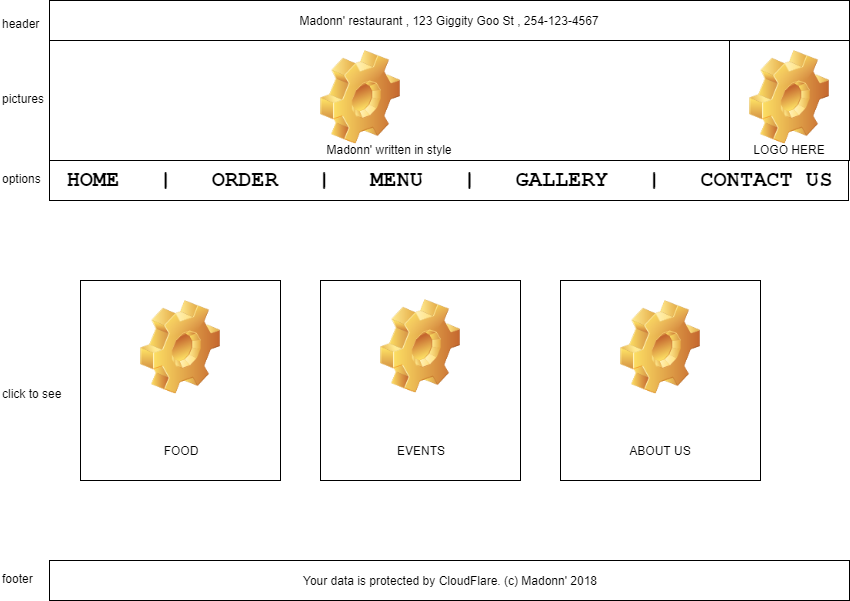 header
Madonn' restaurant , 123 Giggity Goo St , 254-123-4567
pictures
Madonn' written in style
LOGO HERE
options
HOME | ORDER | MENU | GALLERY | CONTACT US
click to see
FOOD
EVENTS
ABOUT US
footer
Your data is protected by CloudFlare. (c) Madonn' 2018